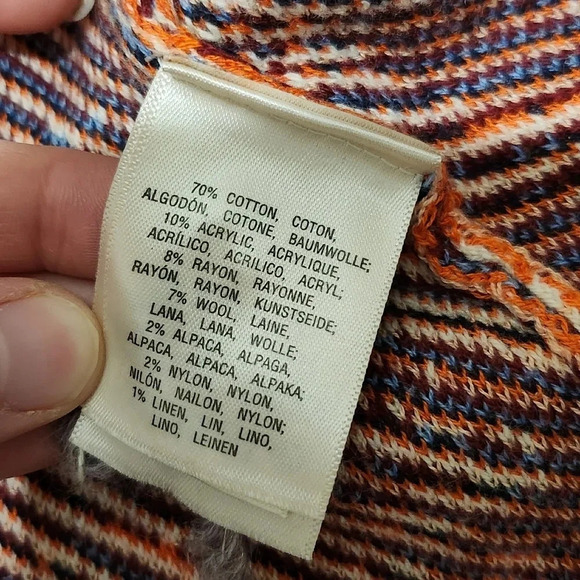 70% COTTON, COTON,
ALGODÓN, COTONE, BAUMWOLLE;
10% ACRYLIC, ACRYLIQUE,
ACRÍLICO, ACRILICO, ACRYL;
8% RAYON, RAYONNE,
RAYÓN, RAYON, KUNSTSEIDE;
7% WOOL, LAINE,
LANA, LANA, WOLLE;
2% ALPACA, ALPAGA,
ALPACA, ALPACA, ALPAKA;
2% NYLON, NYLON,
NILÓN, NAILON, NYLON;
1% LINEN, LIN, LINO,
LINO, LEINEN